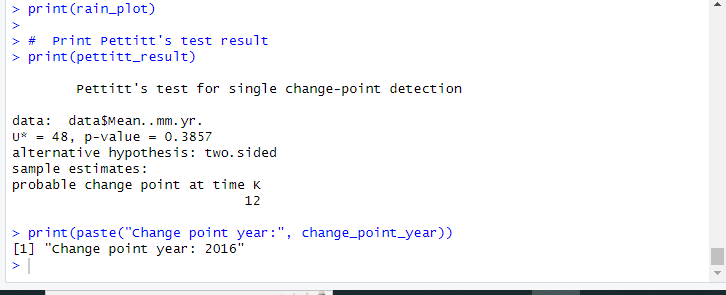 > print(rain_plot)
>
> #  Print Pettitt's test result
> print(pettitt_result)
Pettitt's test for single change-point detection
data:  data$Mean..mm.yr.
U* = 48, p-value = 0.3857
alternative hypothesis: two.sided
sample estimates:
probable change point at time K
12
> print(paste("Change point year:", change_point_year))
[1] "Change point year: 2016"
>